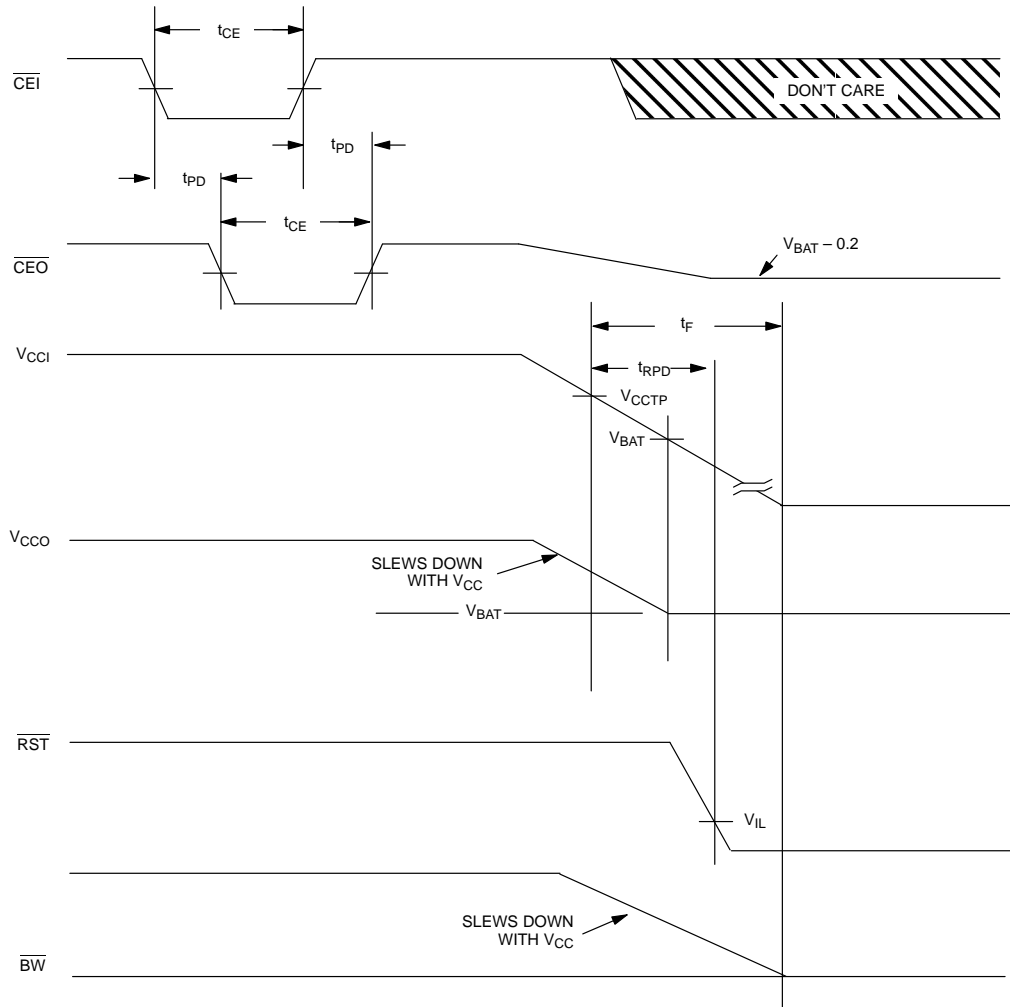 tCE
CEI
DON'T CARE
tPD
tPD
tCE
CEO
VBAT – 0.2
tF
VCCI
tRPD
VCCTP
VBAT
VCCO
SLEWS DOWN
WITH VCC
VBAT
RST
VIL
SLEWS DOWN
WITH VCC
BW